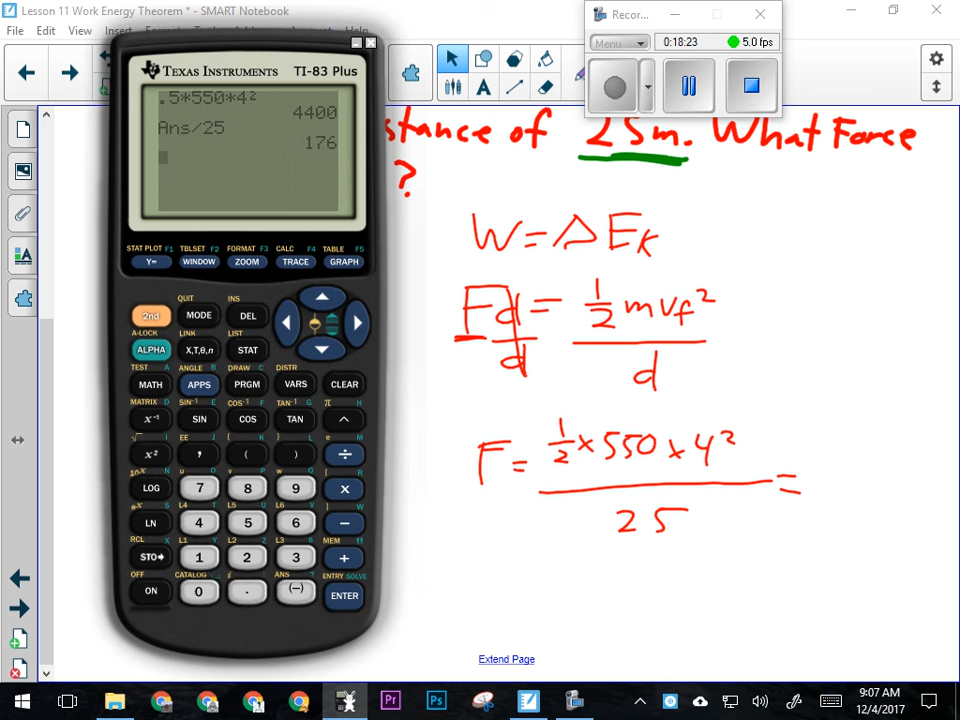 Lesson 11 Work Energy Theorem * - SMART Notebook
File Edit View Insert
Recor...
Menu
0:18:23
5.0 fps
TEXAS INSTRUMENTS TI-83 Plus
.5*550*4²
4400
Ans/25
176
STAT PLOT F1 TBLSET F2 FORMAT F3 CALC F4 TABLE F5
Y= WINDOW ZOOM TRACE GRAPH
QUIT INS
2nd MODE DEL
A-LOCK LINK LIST
ALPHA X,T,θ,n STAT
TEST A ANGLE B DRAW C DISTR
MATH APPS PRGM VARS CLEAR
MATRIX D SIN⁻¹ E COS⁻¹ F TAN⁻¹ G π H
x⁻¹ SIN COS TAN ^
√ I EE J { K } L e M
x² , ( ) ÷
10ˣ N u O v P w Q [ R
LOG 7 8 9 x
eˣ S L4 T L5 U L6 V ] W
LN 4 5 6 −
RCL X L1 Y L2 Z L3 θ MEM "
STO➔ 1 2 3 +
OFF CATALOG i : ANS ? ENTRY SOLVE
ON 0 . (−) ENTER
stance of 25m. What Force
?
W = Δ EK
Fd = ½ mvf²
d d
F = ½ × 550 × 4² =
25
Extend Page
Pr Ps
9:07 AM
12/4/2017